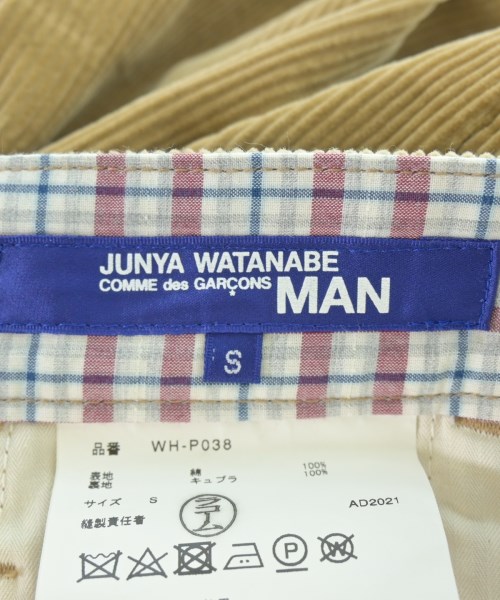 JUNYA WATANABE
COMME des GARÇONS MAN
S
品番 WH-P038
表地 綿 100%
裏地 キュプラ 100%
サイズ S AD2021
縫製責任者
P W